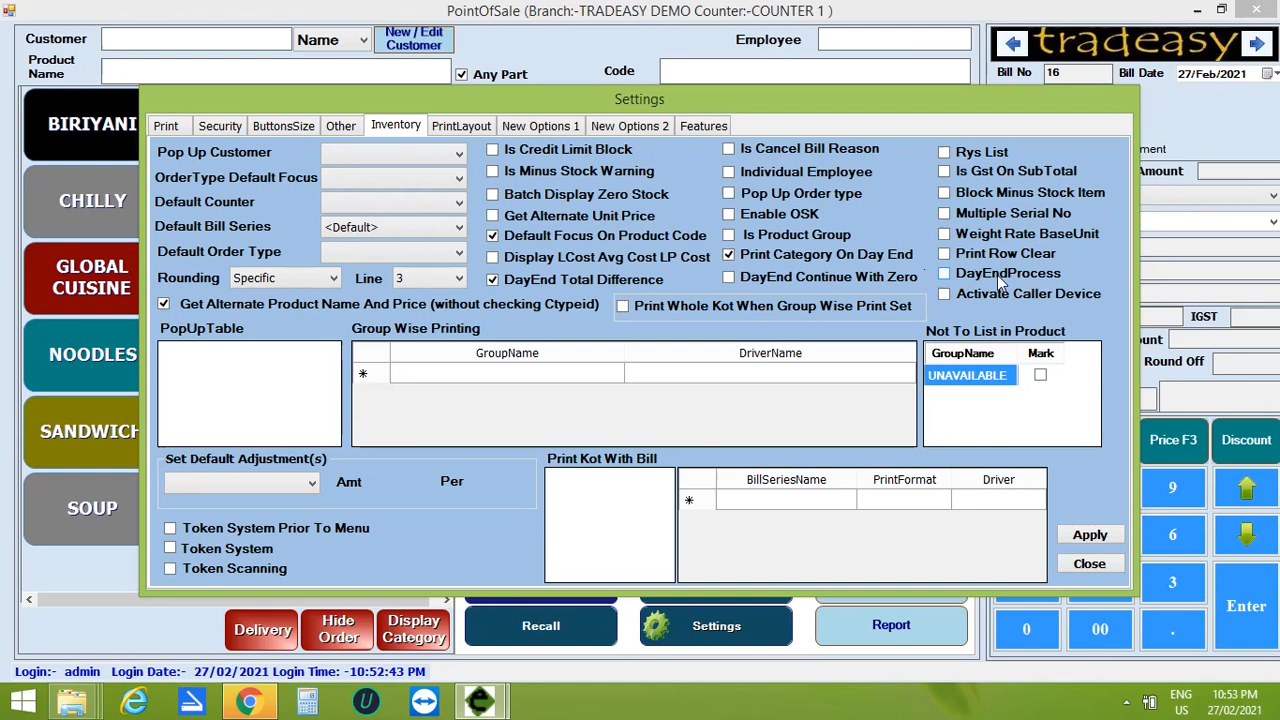 PointOfSale (Branch:-TRADEASY DEMO Counter:-COUNTER 1 )
Customer
Name
New / Edit
Customer
Employee
tradeasy
Product
Name
Any Part
Code
Bill No
16
Bill Date
27/Feb/2021
Settings
Print
Security
ButtonsSize
Other
Inventory
PrintLayout
New Options 1
New Options 2
Features
BIRIYANI
CHILLY
GLOBAL
CUISINE
NOODLES
SANDWICH
SOUP
Pop Up Customer
OrderType Default Focus
Default Counter
Default Bill Series
<Default>
Default Order Type
Rounding
Specific
Line
3
Get Alternate Product Name And Price (without checking Ctypeid)
Is Credit Limit Block
Is Minus Stock Warning
Batch Display Zero Stock
Get Alternate Unit Price
Default Focus On Product Code
Display LCost Avg Cost LP Cost
DayEnd Total Difference
Is Cancel Bill Reason
Individual Employee
Pop Up Order type
Enable OSK
Is Product Group
Print Category On Day End
DayEnd Continue With Zero
Print Whole Kot When Group Wise Print Set
Rys List
Is Gst On SubTotal
Block Minus Stock Item
Multiple Serial No
Weight Rate BaseUnit
Print Row Clear
DayEndProcess
Activate Caller Device
PopUpTable
Group Wise Printing
GroupName
DriverName
*
Not To List in Product
GroupName
Mark
UNAVAILABLE
Set Default Adjustment(s)
Amt
Per
Print Kot With Bill
BillSeriesName
PrintFormat
Driver
*
Token System Prior To Menu
Token System
Token Scanning
Apply
Close
ment
Amount
IGST
ount
Round Off
Price F3
Discount
9
6
3
Enter
0
00
.
Delivery
Hide
Order
Display
Category
Recall
Settings
Report
Login:- admin Login Date:- 27/02/2021 Login Time: -10:52:43 PM
ENG
US
10:53 PM
27/02/2021